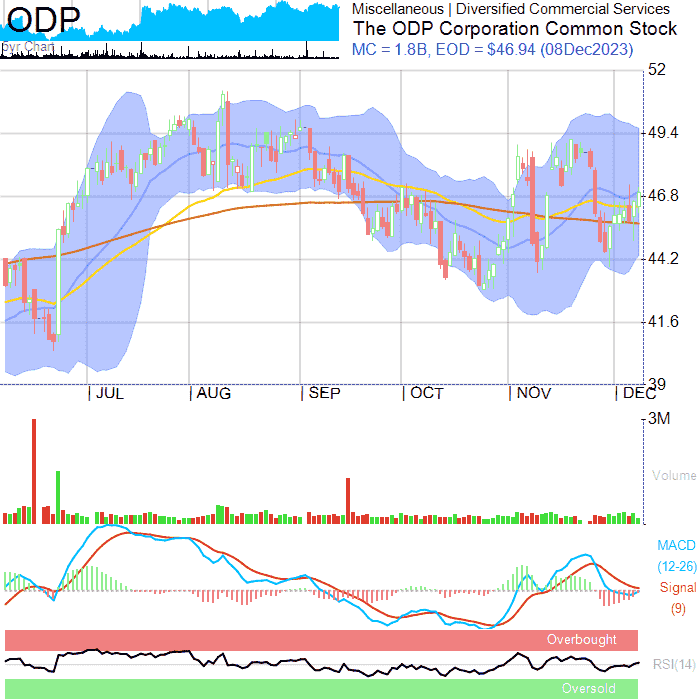 ODP
5yr Chart
Miscellaneous | Diversified Commercial Services
The ODP Corporation Common Stock
MC = 1.8B, EOD = $46.94 (08Dec2023)
52
49.4
46.8
44.2
41.6
39
JUL AUG SEP OCT NOV DEC
3M
Volume
MACD
(12-26)
Signal
(9)
Overbought
RSI(14)
Oversold